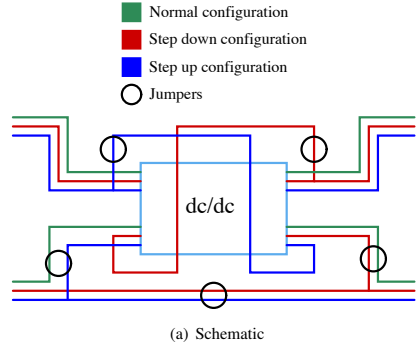 Normal configuration
Step down configuration
Step up configuration
Jumpers
dc/dc
(a) Schematic